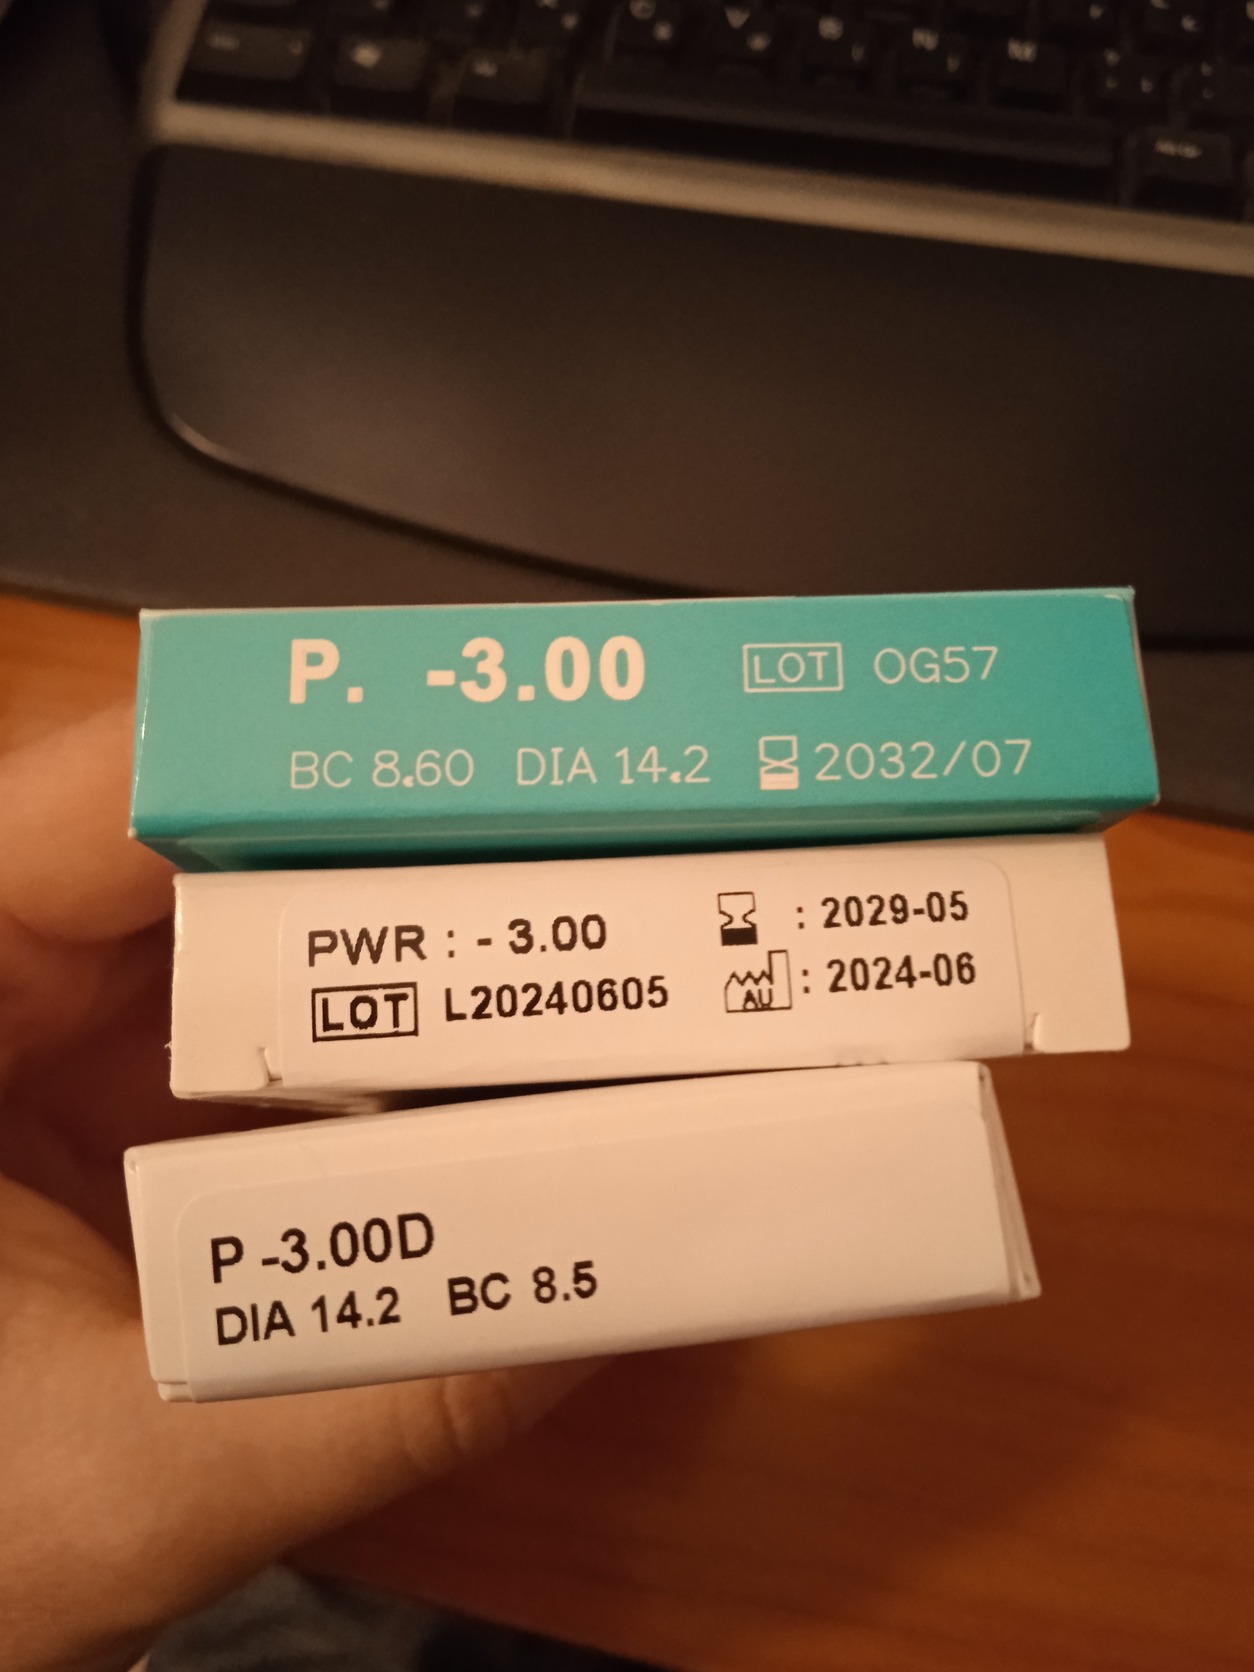 P. -3.00 LOT OG57
BC 8.60 DIA 14.2 2032/07
PWR : - 3.00 : 2029-05
LOT L20240605 AU : 2024-06
P -3.00D
DIA 14.2 BC 8.5